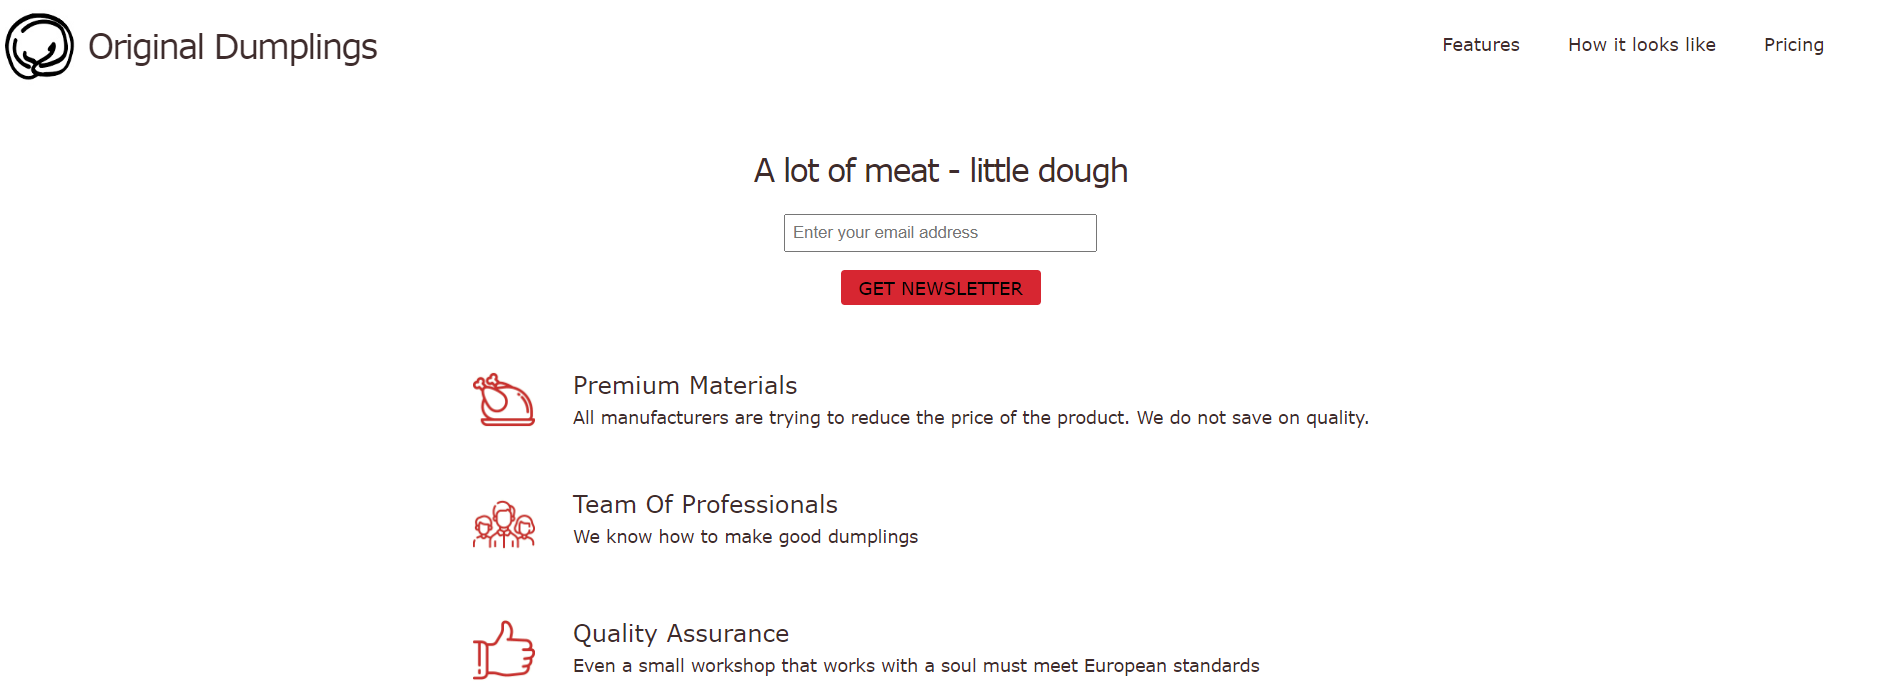 Original Dumplings
Features
How it looks like
Pricing
A lot of meat - little dough
Enter your email address
GET NEWSLETTER
Premium Materials
All manufacturers are trying to reduce the price of the product. We do not save on quality.
Team Of Professionals
We know how to make good dumplings
Quality Assurance
Even a small workshop that works with a soul must meet European standards